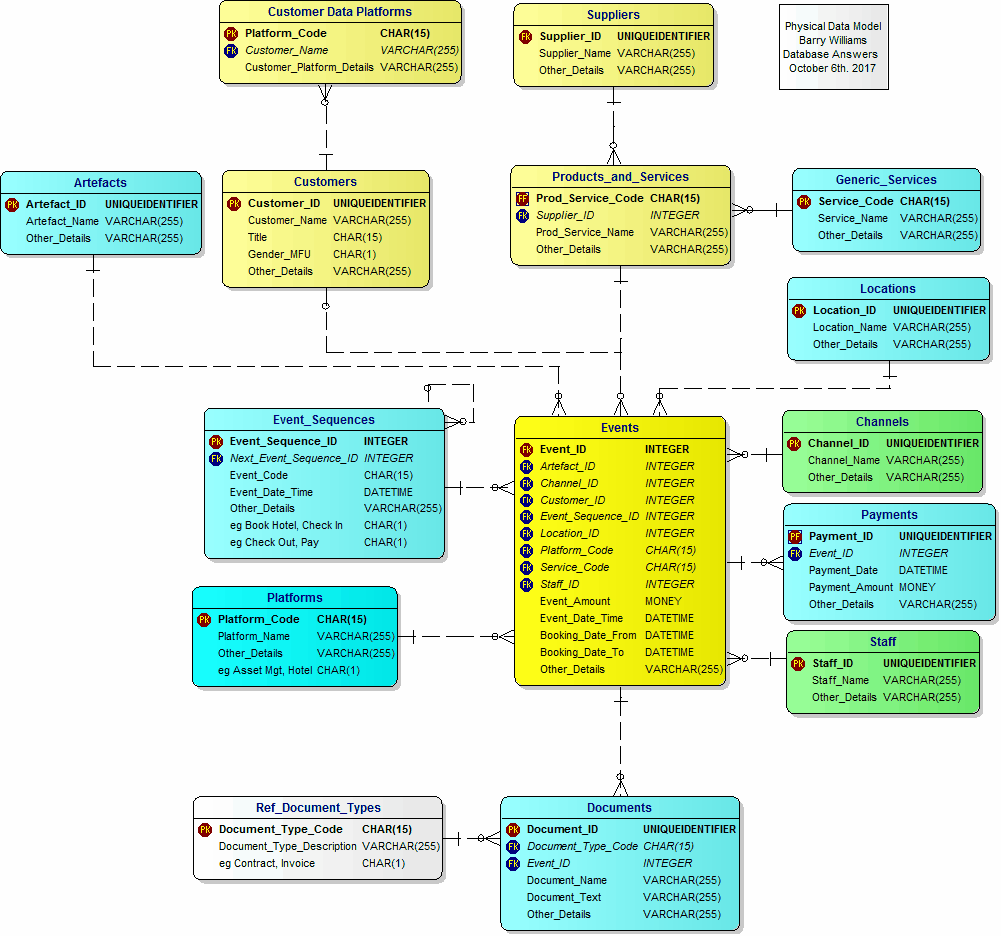 Customer Data Platforms
PK Platform_Code CHAR(15)
FK Customer_Name VARCHAR(255)
Customer_Platform_Details VARCHAR(255)
Suppliers
FK Supplier_ID UNIQUEIDENTIFIER
Supplier_Name VARCHAR(255)
Other_Details VARCHAR(255)
Physical Data Model
Barry Williams
Database Answers
October 6th. 2017
Artefacts
PK Artefact_ID UNIQUEIDENTIFIER
Artefact_Name VARCHAR(255)
Other_Details VARCHAR(255)
Customers
PK Customer_ID UNIQUEIDENTIFIER
Customer_Name VARCHAR(255)
Title CHAR(15)
Gender_MFU CHAR(1)
Other_Details VARCHAR(255)
Products_and_Services
FF Prod_Service_Code CHAR(15)
FK Supplier_ID INTEGER
Prod_Service_Name VARCHAR(255)
Other_Details VARCHAR(255)
Generic_Services
PK Service_Code CHAR(15)
Service_Name VARCHAR(255)
Other_Details VARCHAR(255)
Locations
PK Location_ID UNIQUEIDENTIFIER
Location_Name VARCHAR(255)
Other_Details VARCHAR(255)
Event_Sequences
PK Event_Sequence_ID INTEGER
FK Next_Event_Sequence_ID INTEGER
Event_Code CHAR(15)
Event_Date_Time DATETIME
Other_Details VARCHAR(255)
eg Book Hotel, Check In CHAR(1)
eg Check Out, Pay CHAR(1)
Events
FK Event_ID INTEGER
FK Artefact_ID INTEGER
FK Channel_ID INTEGER
FK Customer_ID INTEGER
FK Event_Sequence_ID INTEGER
FK Location_ID INTEGER
FK Platform_Code CHAR(15)
FK Service_Code CHAR(15)
FK Staff_ID INTEGER
Event_Amount MONEY
Event_Date_Time DATETIME
Booking_Date_From DATETIME
Booking_Date_To DATETIME
Other_Details VARCHAR(255)
Channels
PK Channel_ID UNIQUEIDENTIFIER
Channel_Name VARCHAR(255)
Other_Details VARCHAR(255)
Payments
PF Payment_ID UNIQUEIDENTIFIER
FK Event_ID INTEGER
Payment_Date DATETIME
Payment_Amount MONEY
Other_Details VARCHAR(255)
Platforms
PK Platform_Code CHAR(15)
Platform_Name VARCHAR(255)
Other_Details VARCHAR(255)
eg Asset Mgt, Hotel CHAR(1)
Staff
PK Staff_ID UNIQUEIDENTIFIER
Staff_Name VARCHAR(255)
Other_Details VARCHAR(255)
Ref_Document_Types
PK Document_Type_Code CHAR(15)
Document_Type_Description VARCHAR(255)
eg Contract, Invoice CHAR(1)
Documents
PK Document_ID UNIQUEIDENTIFIER
FK Document_Type_Code CHAR(15)
FK Event_ID INTEGER
Document_Name VARCHAR(255)
Document_Text VARCHAR(255)
Other_Details VARCHAR(255)